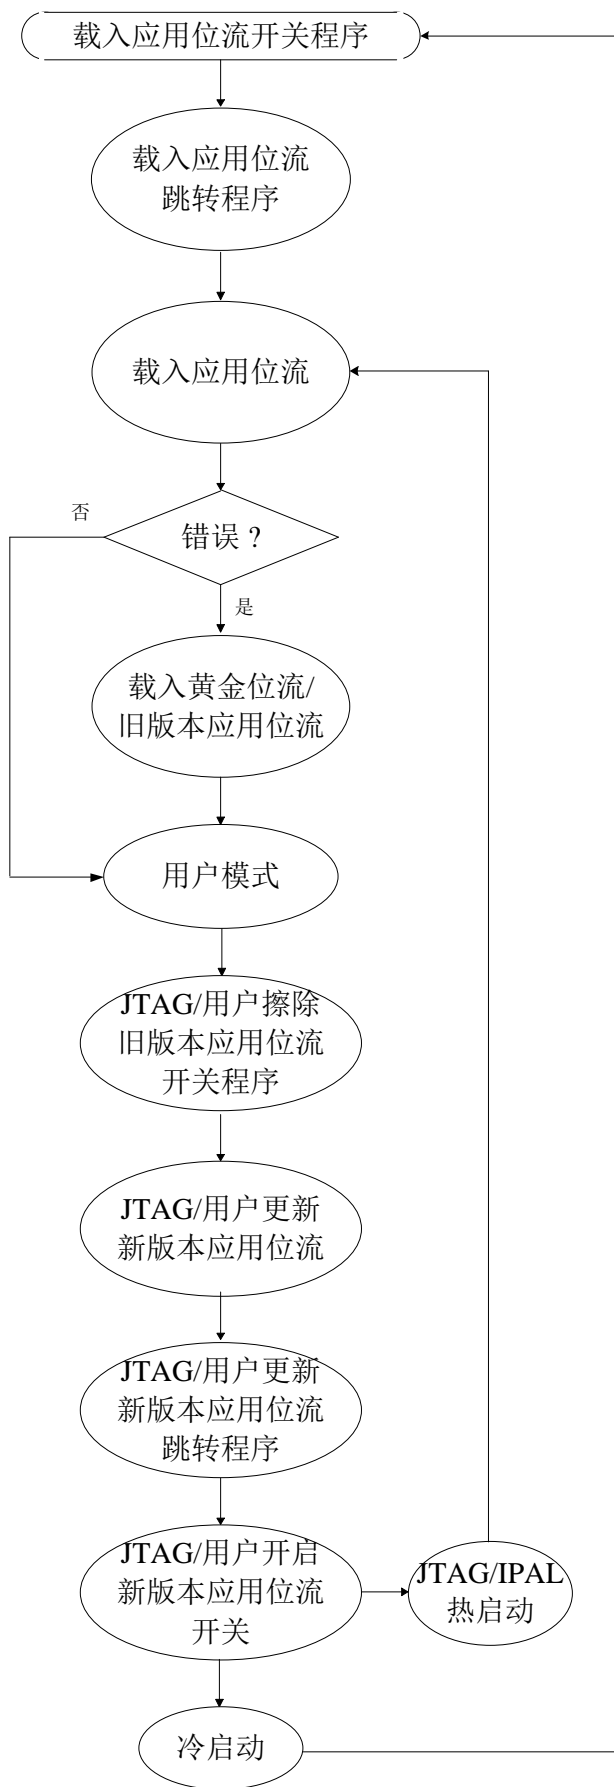 载入应用位流开关程序
载入应用位流
跳转程序
载入应用位流
否
错误？
是
载入黄金位流/
旧版本应用位流
用户模式
JTAG/用户擦除
旧版本应用位流
开关程序
JTAG/用户更新
新版本应用位流
JTAG/用户更新
新版本应用位流
跳转程序
JTAG/用户开启
新版本应用位流
开关
JTAG/IPAL
热启动
冷启动